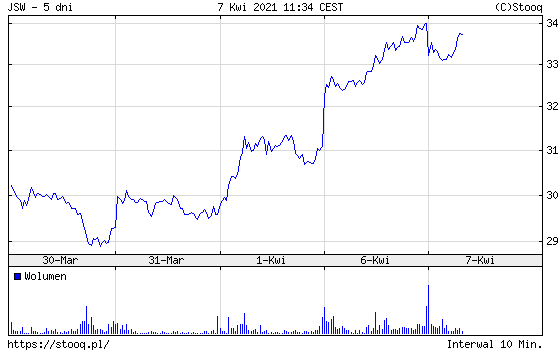 JSW - 5 dni 7 Kwi 2021 11:34 CEST (C)Stooq
34
33
32
31
30
29
30-Mar 31-Mar 1-Kwi 6-Kwi 7-Kwi
Wolumen
https://stooq.pl/ Interwal 10 Min.